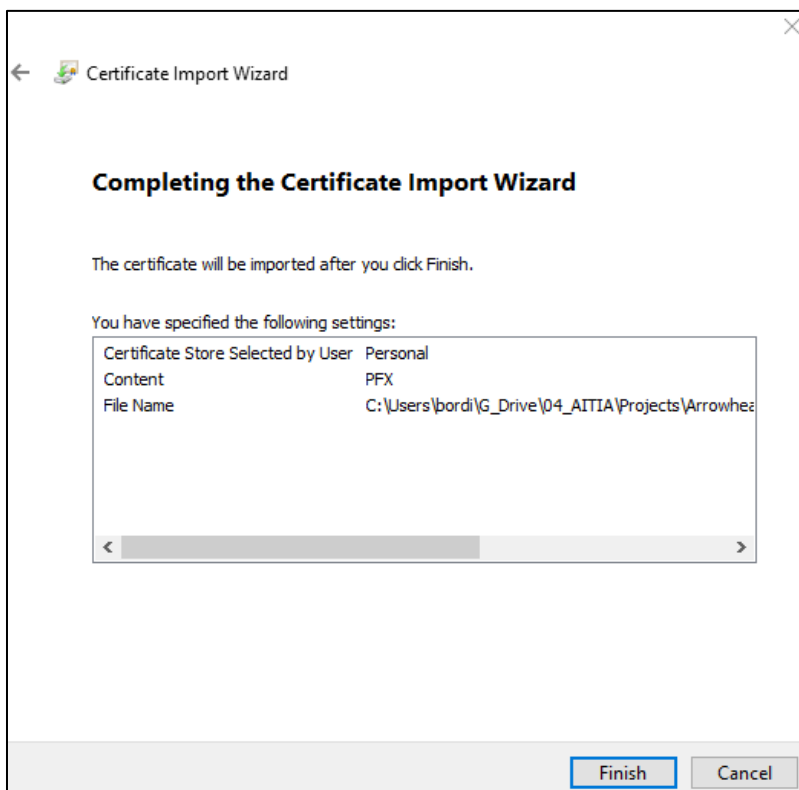 Certificate Import Wizard
Completing the Certificate Import Wizard
The certificate will be imported after you click Finish.
You have specified the following settings:
Certificate Store Selected by User Personal
Content PFX
File Name C:\Users\bordi\G_Drive\04_AITIA\Projects\Arrowhea
Finish Cancel